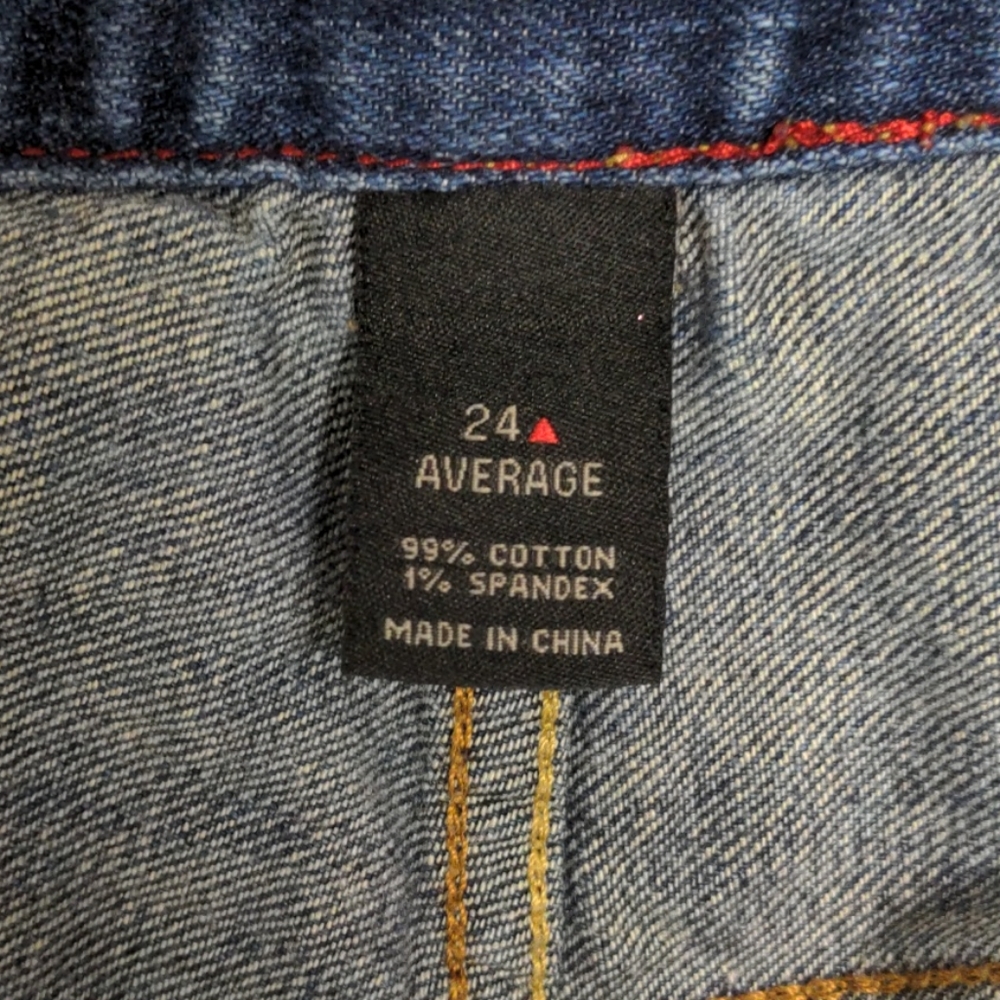 24▲
AVERAGE
99% COTTON
1% SPANDEX
MADE IN CHINA